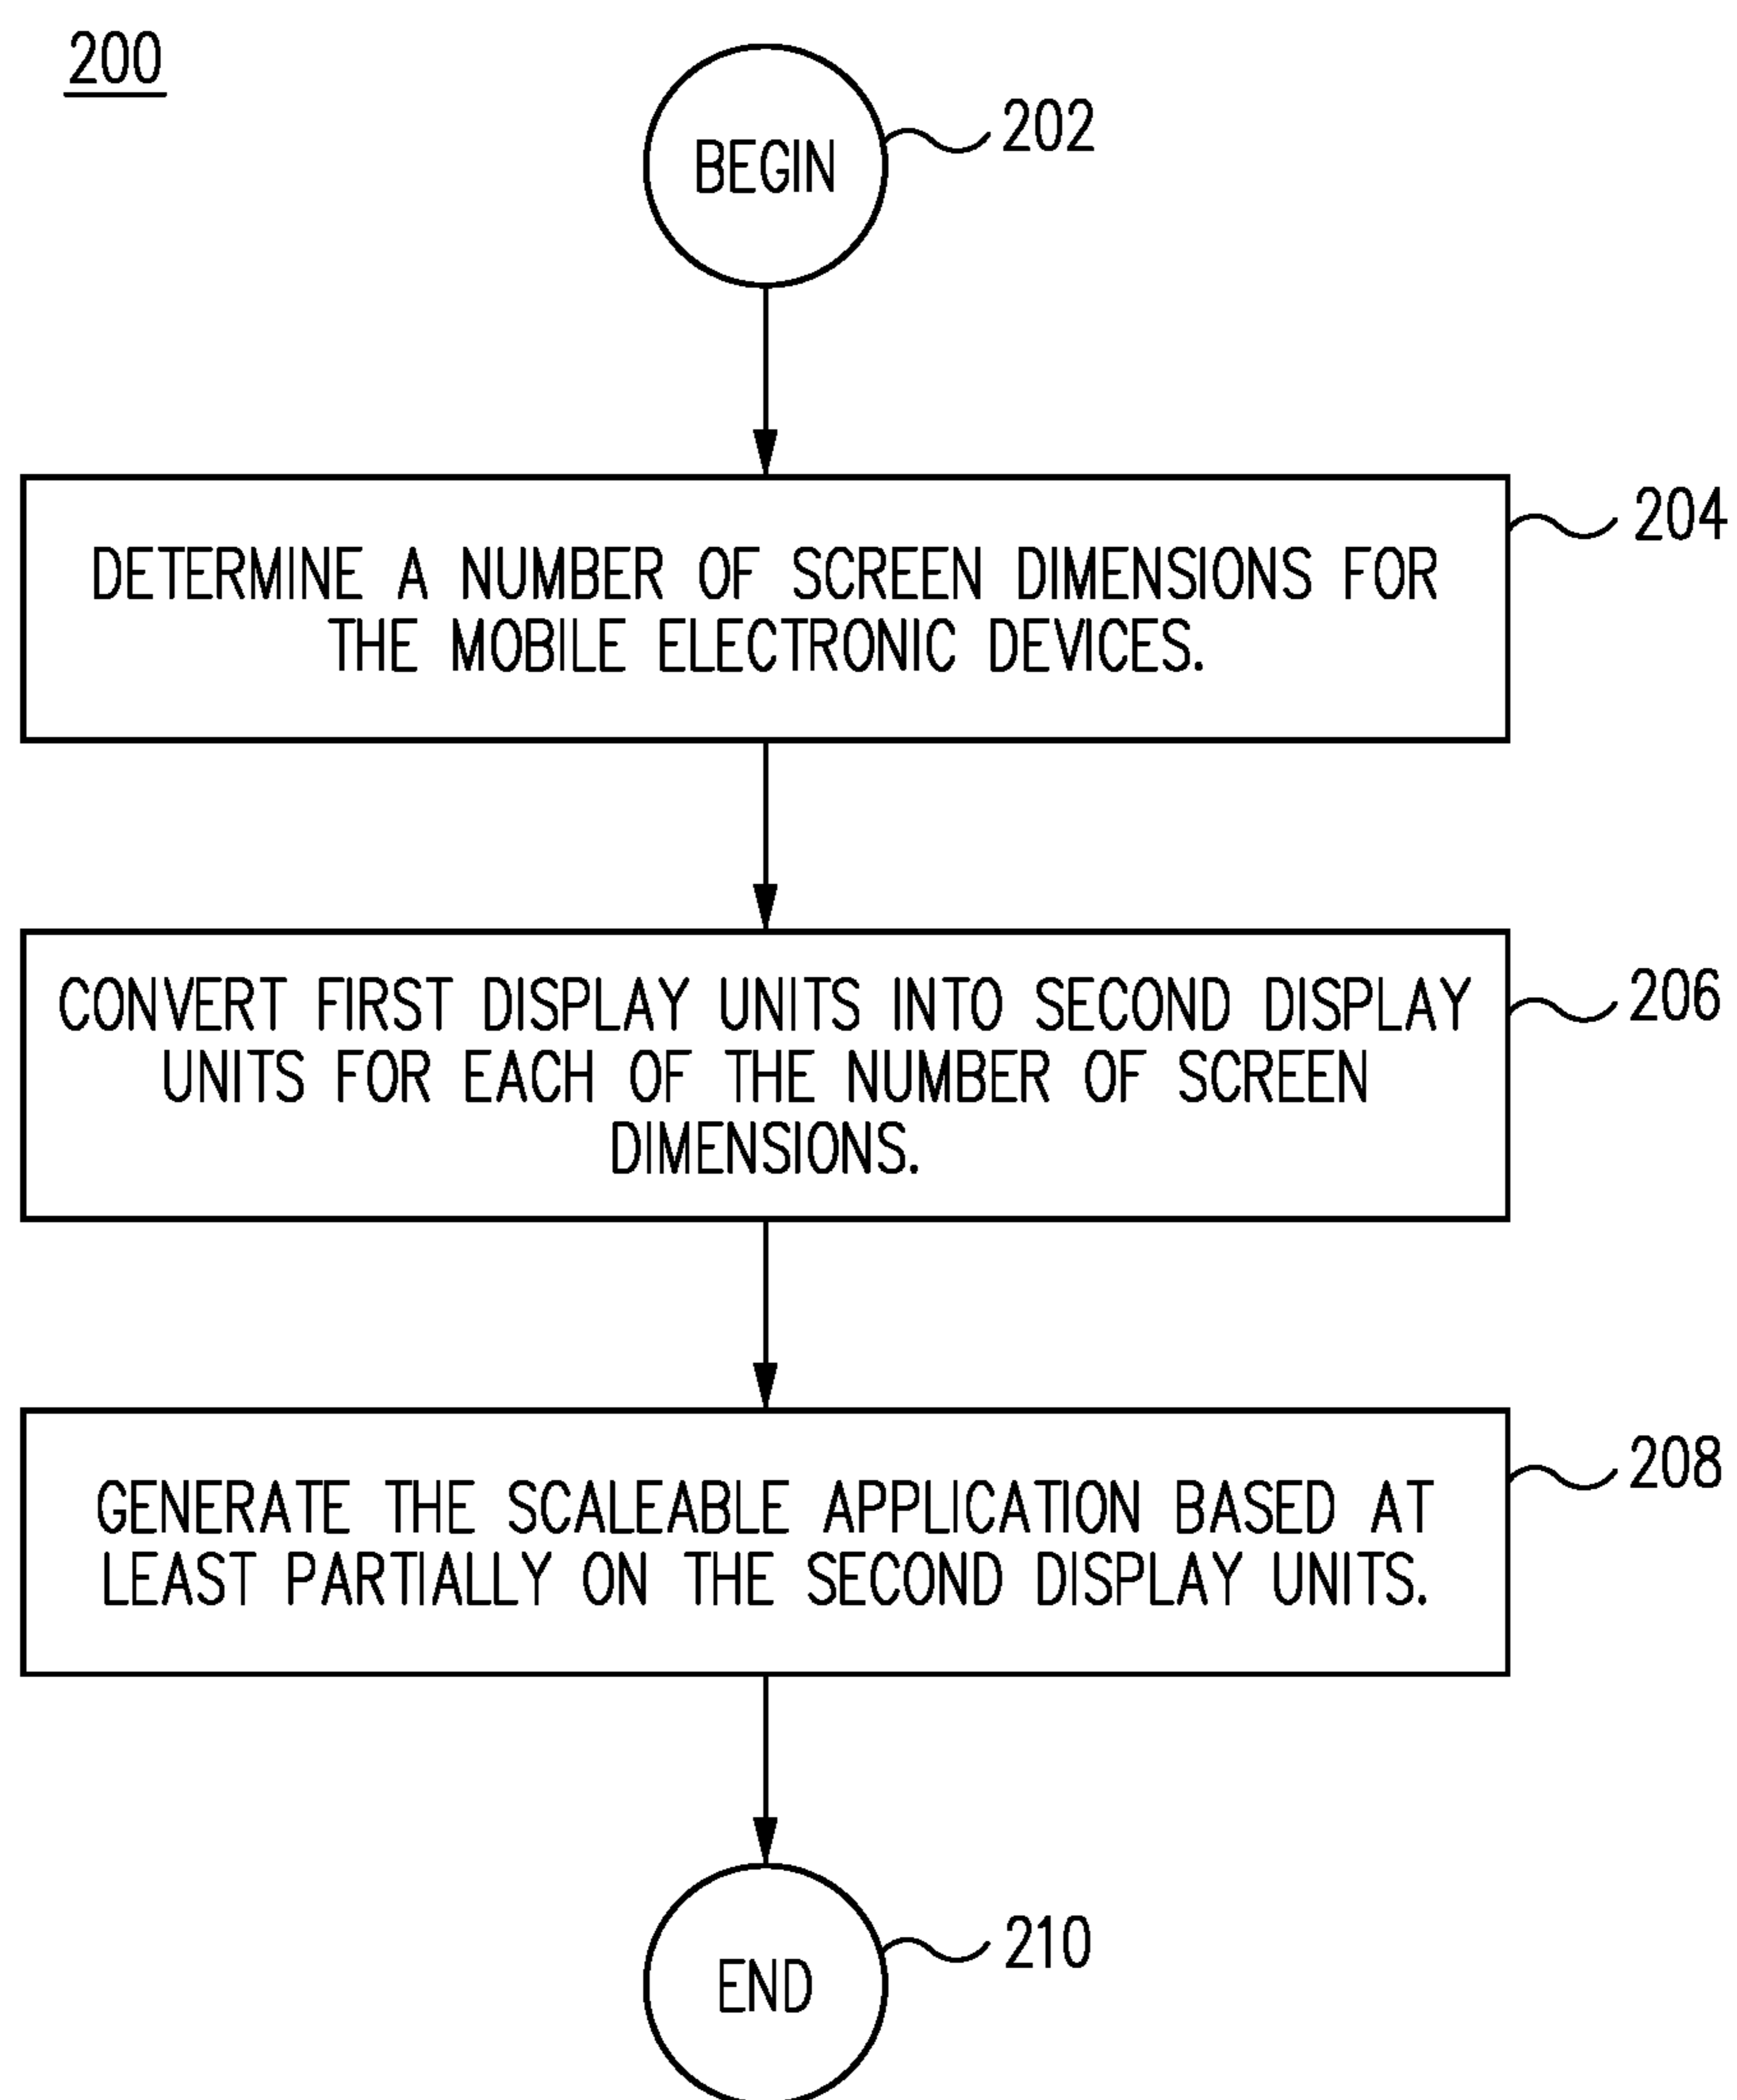 200
BEGIN
202
DETERMINE A NUMBER OF SCREEN DIMENSIONS FOR
THE MOBILE ELECTRONIC DEVICES.
204
CONVERT FIRST DISPLAY UNITS INTO SECOND DISPLAY
UNITS FOR EACH OF THE NUMBER OF SCREEN
DIMENSIONS.
206
GENERATE THE SCALEABLE APPLICATION BASED AT
LEAST PARTIALLY ON THE SECOND DISPLAY UNITS.
208
END
210